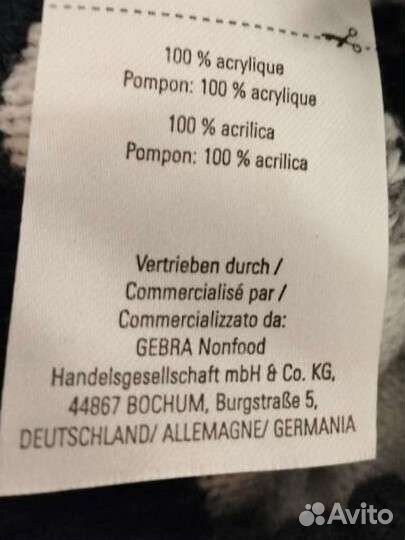 100 % acrylique
Pompon: 100 % acrylique
100 % acrilica
Pompon: 100 % acrilica
Vertrieben durch /
Commercialisé par /
Commercializzato da:
GEBRA Nonfood
Handelsgesellschaft mbH & Co. KG,
44867 BOCHUM, Burgstraße 5,
DEUTSCHLAND/ ALLEMAGNE/ GERMANIA
Avito